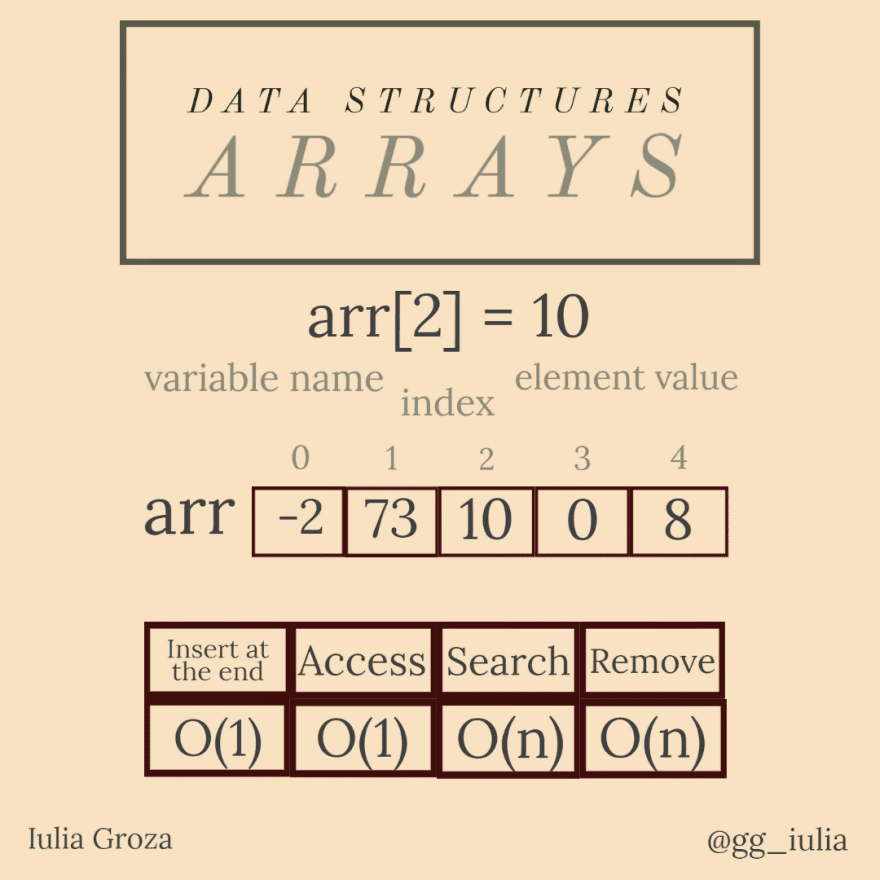 DATA STRUCTURES
ARRAYS
arr[2] = 10
variable name
index
element value
0 1 2 3 4
arr -2 73 10 0 8
Insert at the end Access Search Remove
O(1) O(1) O(n) O(n)
Iulia Groza
@gg_iulia